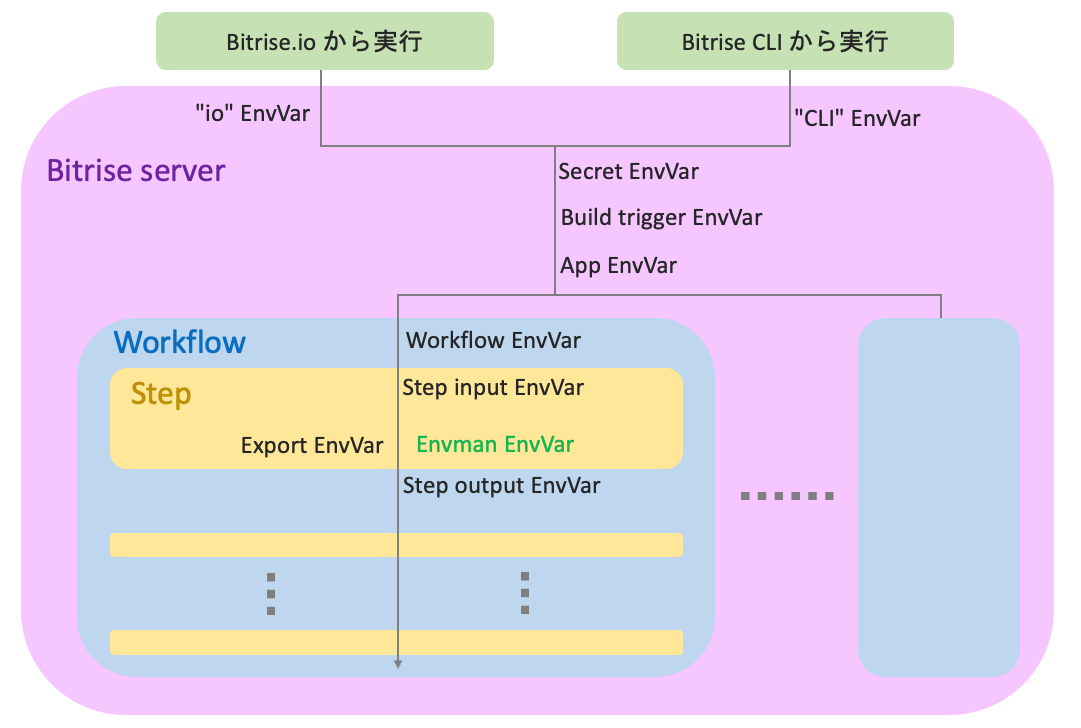 Bitrise.io から実行
Bitrise CLI から実行
"io" EnvVar
"CLI" EnvVar
Bitrise server
Secret EnvVar
Build trigger EnvVar
App EnvVar
Workflow
Workflow EnvVar
Step
Step input EnvVar
Export EnvVar
Envman EnvVar
Step output EnvVar